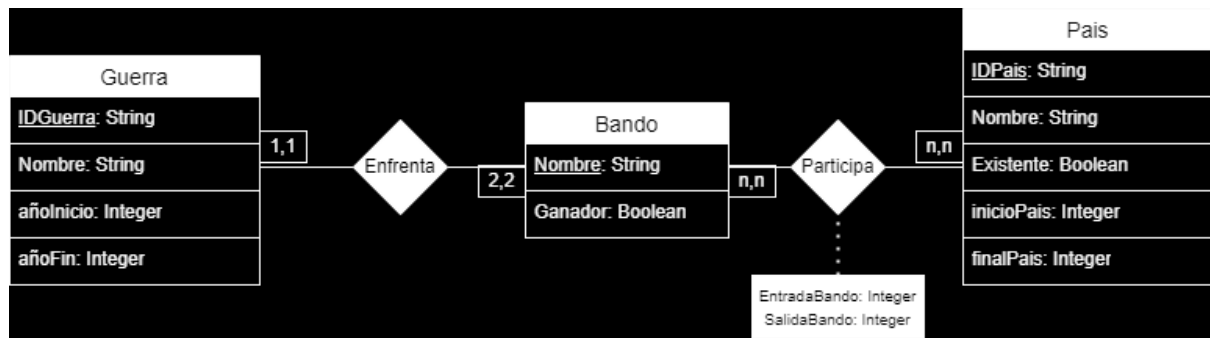 Guerra
IDGuerra: String
Nombre: String
añoInicio: Integer
añoFin: Integer
1,1
Enfrenta
2,2
Bando
Nombre: String
Ganador: Boolean
n,n
Participa
EntradaBando: Integer
SalidaBando: Integer
n,n
Pais
IDPais: String
Nombre: String
Existente: Boolean
inicioPais: Integer
finalPais: Integer